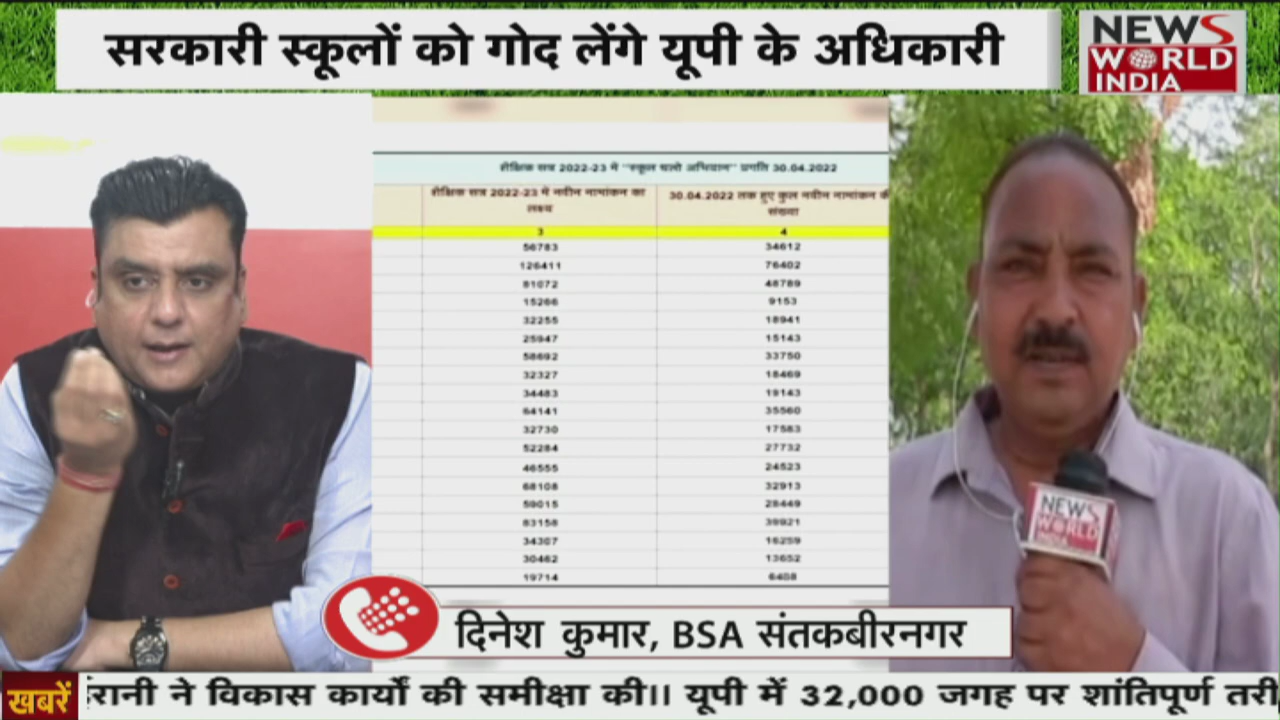 सरकारी स्कूलों को गोद लेंगे यूपी के अधिकारी
NEWS
WORLD
INDIA
शैक्षिक सत्र 2022-23 में "स्कूल चलो अभियान" प्रगति 30.04.2022
शैक्षिक सत्र 2022-23 में नवीन नामांकन का लक्ष्य
30.04.2022 तक हुए कुल नवीन नामांकन की संख्या
3 4
56783 34612
126411 76402
81072 48789
15266 9153
32255 18941
25947 15143
58692 33750
32327 18469
34483 19143
64141 35560
32730 17583
52284 27732
46555 24523
68108 32913
59015 28449
83158 39921
34307 16259
30462 13652
19714 6408
NEWS
WORLD
INDIA
दिनेश कुमार, BSA संतकबीरनगर
खबरें रानी ने विकास कार्यों की समीक्षा की।। यूपी में 32,000 जगह पर शांतिपूर्ण तरी